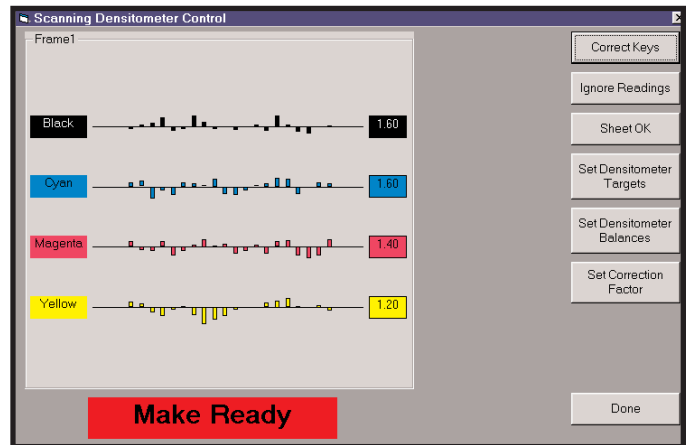 Scanning Densitometer Control
Frame1
Black
1.60
Cyan
1.60
Magenta
1.40
Yellow
1.20
Make Ready
Correct Keys
Ignore Readings
Sheet OK
Set Densitometer
Targets
Set Densitometer
Balances
Set Correction
Factor
Done